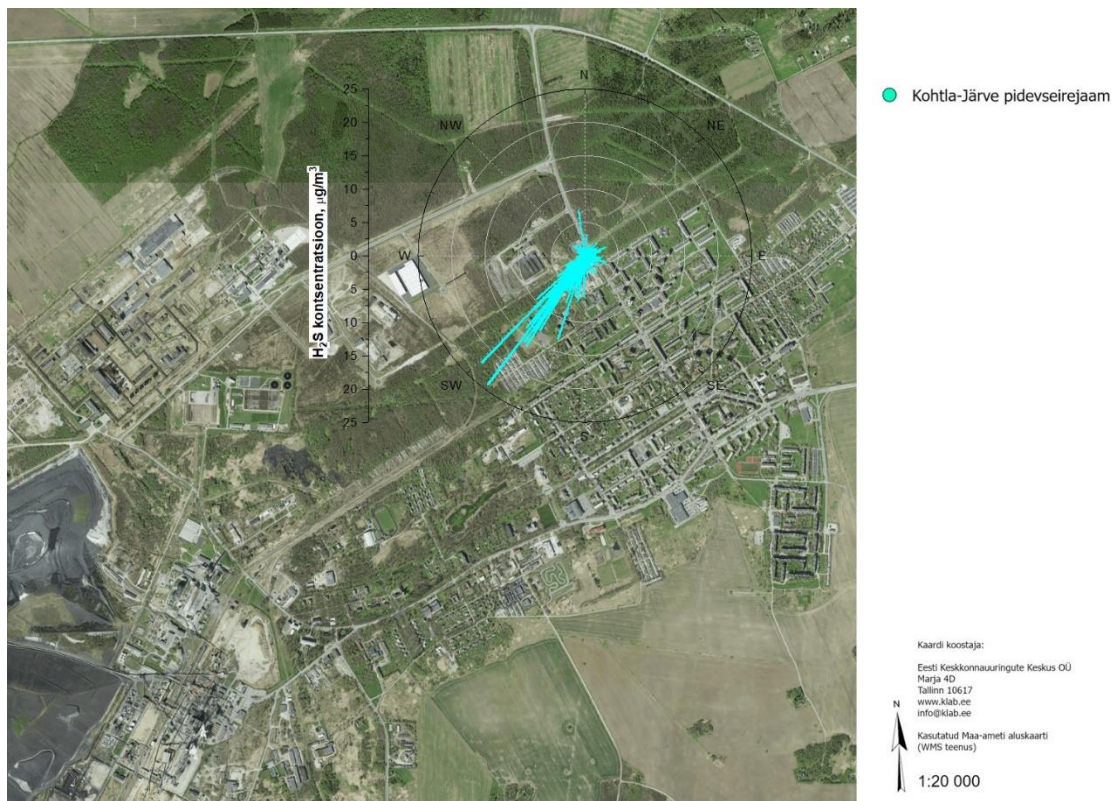 Kohtla-Järve pidevseirejaam
N
NW
NE
W
E
SW
SE
S
H₂S kontsentratsioon, µg/m³
25
20
15
10
5
0
5
10
15
20
25
Kaardi koostaja:
Eesti Keskkonnauuringute Keskus OÜ
Marja 4D
Tallinn 10617
www.klab.ee
info@klab.ee
Kasutatud Maa-ameti aluskaarti
(WMS teenus)
N
1:20 000